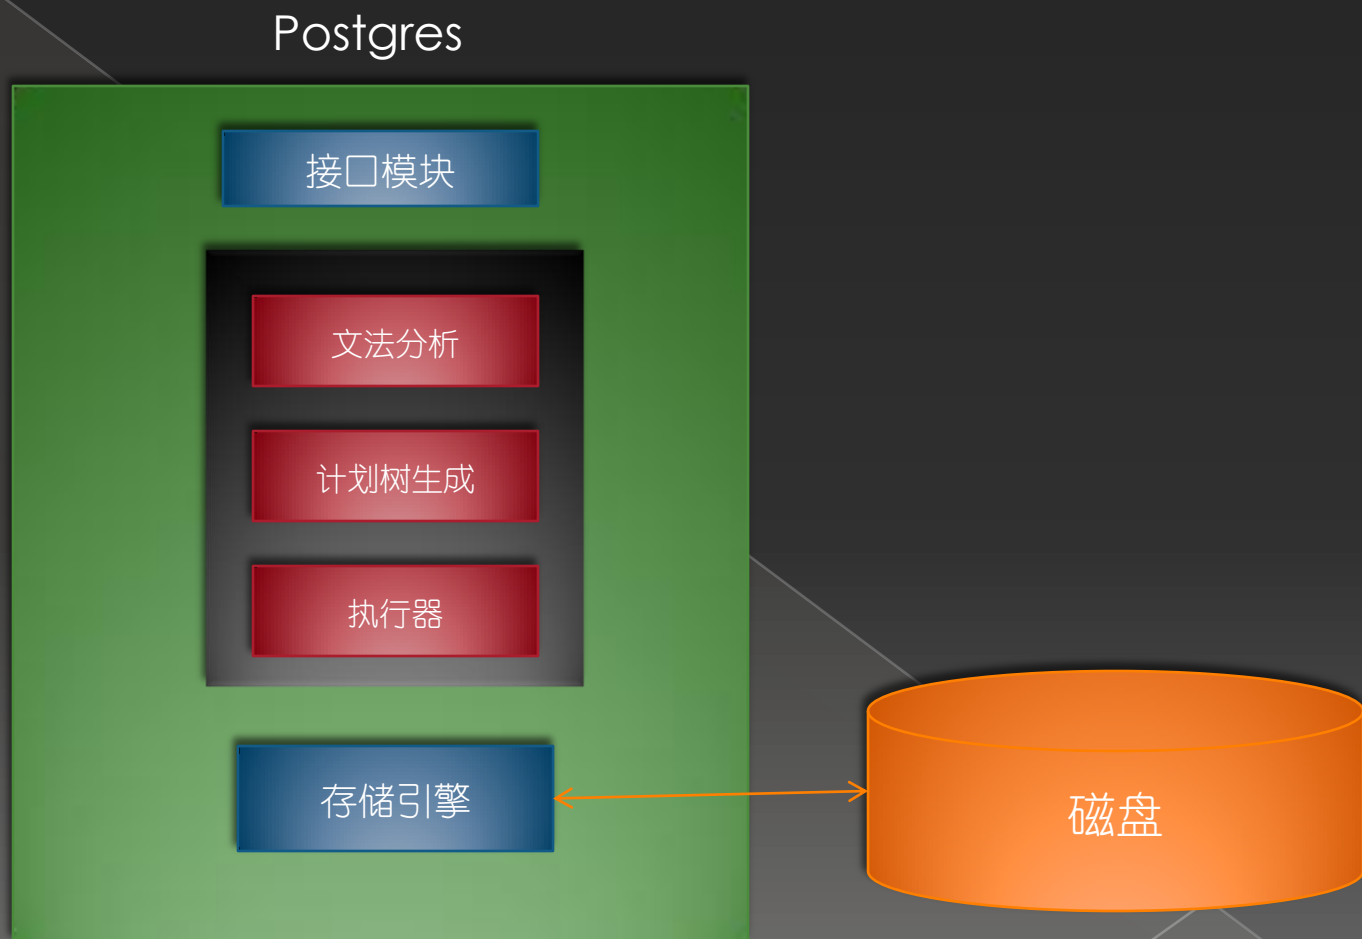 Postgres
接口模块
文法分析
计划树生成
执行器
存储引擎
磁盘